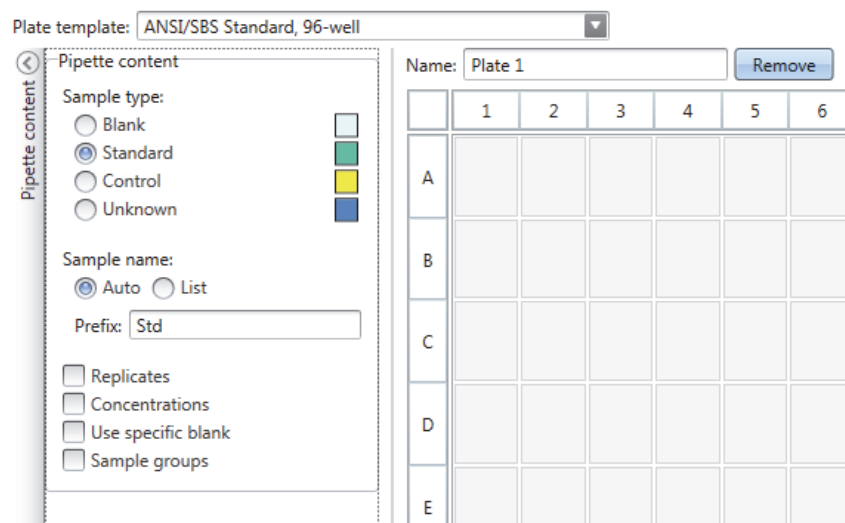 Plate template: ANSI/SBS Standard, 96-well
Pipette content
Pipette content
Sample type:
Blank
Standard
Control
Unknown
Sample name:
Auto List
Prefix: Std
Replicates
Concentrations
Use specific blank
Sample groups
Name: Plate 1 Remove
1 2 3 4 5 6
A
B
C
D
E